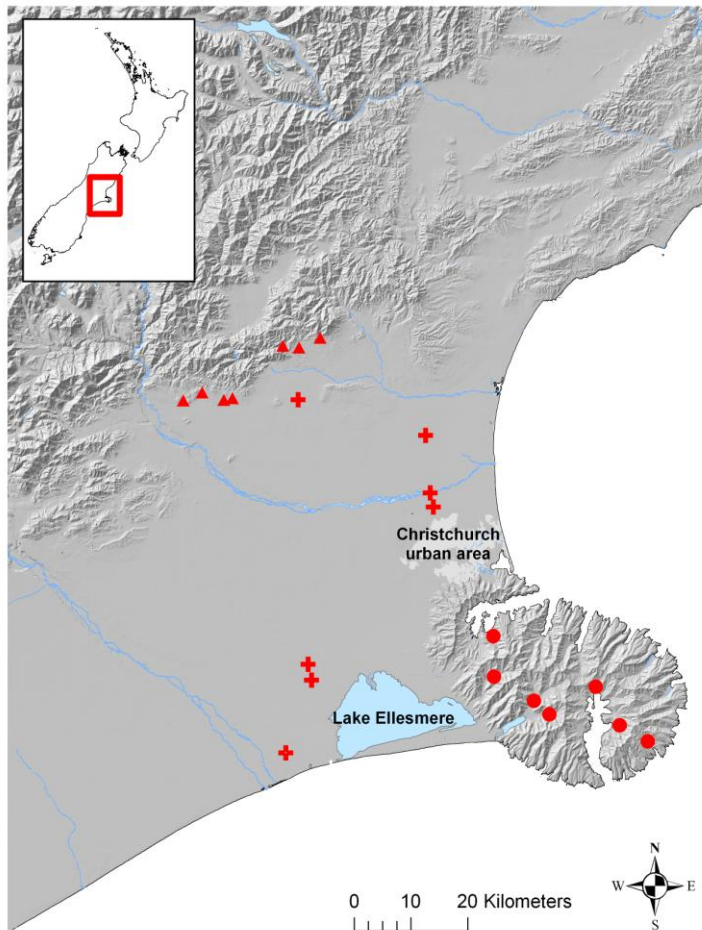 Christchurch
urban area
Lake Ellesmere
N
W E
S
0 10 20 Kilometers